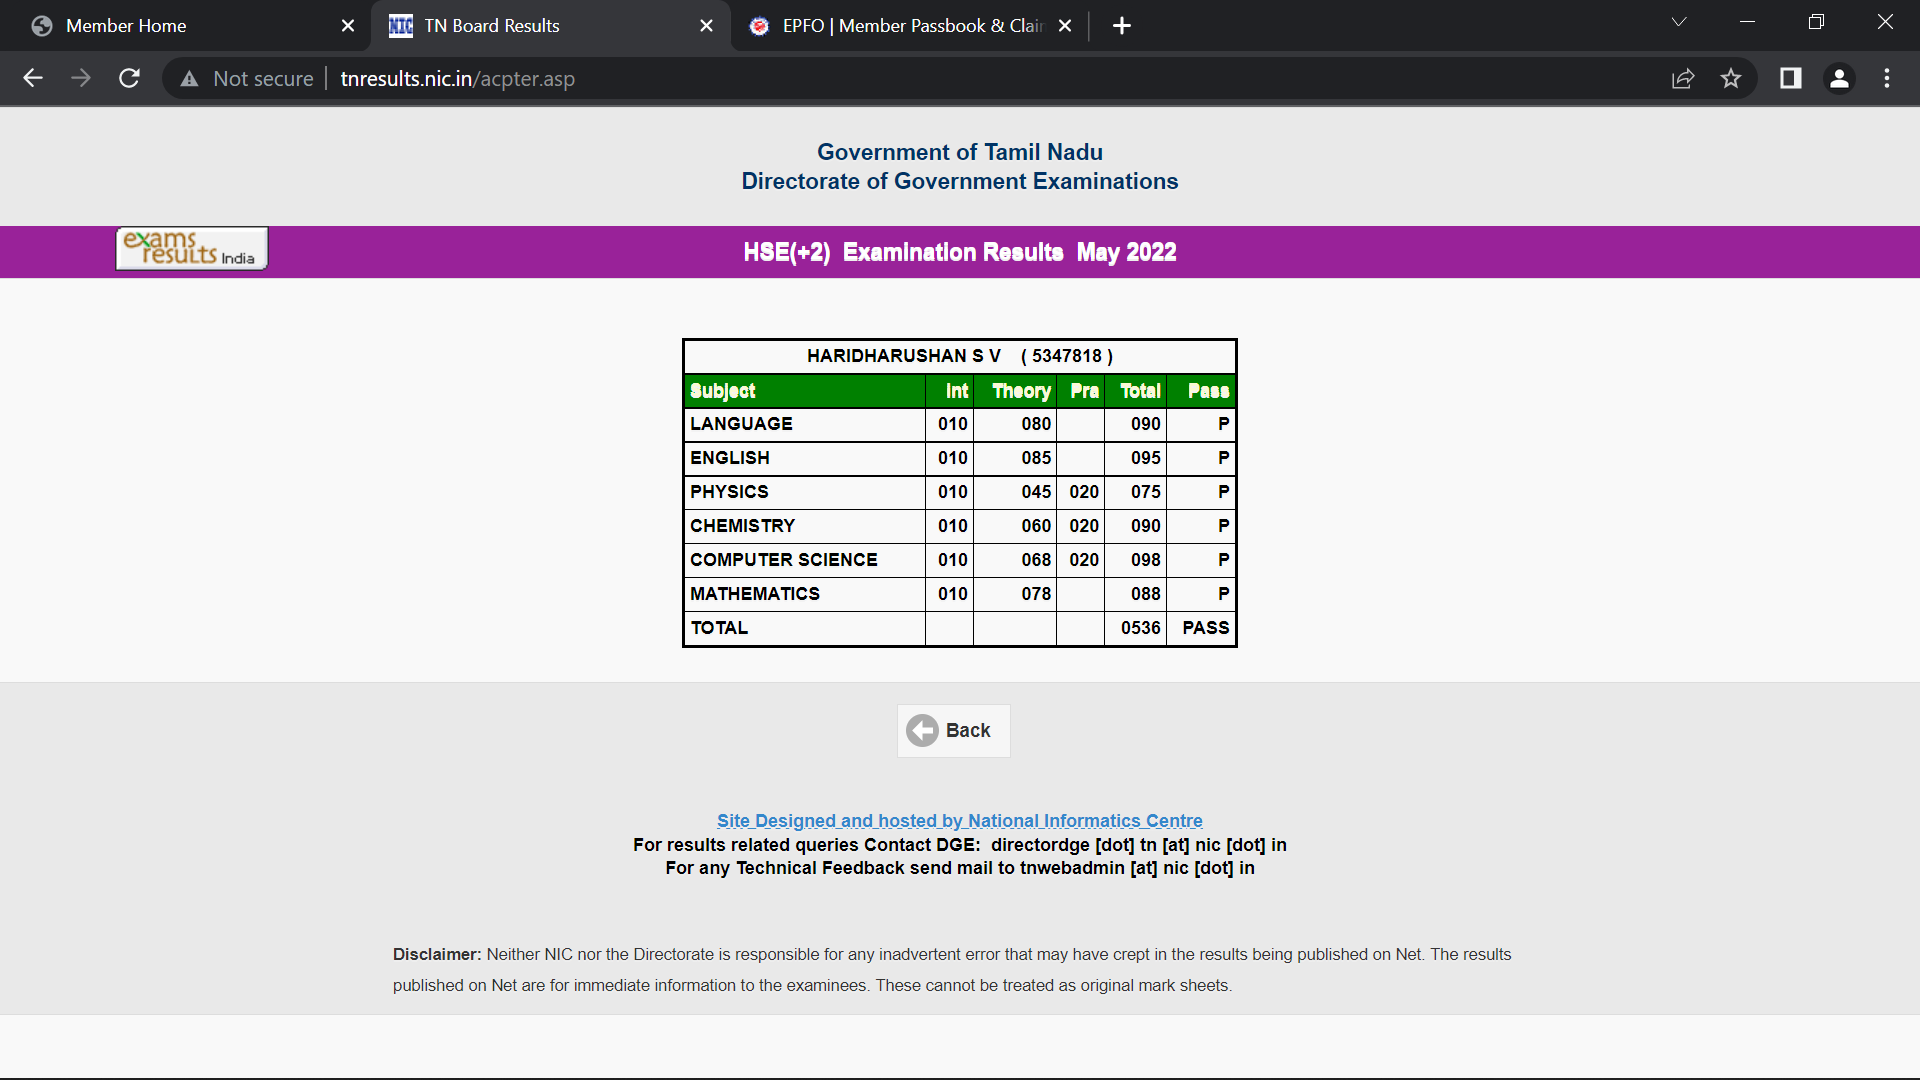 Member Home
TN Board Results
EPFO | Member Passbook & Clai
Not secure | tnresults.nic.in/acpter.asp
Government of Tamil Nadu
Directorate of Government Examinations
exams results India
HSE(+2) Examination Results May 2022
HARIDHARUSHAN S V ( 5347818 )
Subject Int Theory Pra Total Pass
LANGUAGE 010 080 090 P
ENGLISH 010 085 095 P
PHYSICS 010 045 020 075 P
CHEMISTRY 010 060 020 090 P
COMPUTER SCIENCE 010 068 020 098 P
MATHEMATICS 010 078 088 P
TOTAL 0536 PASS
Back
Site Designed and hosted by National Informatics Centre
For results related queries Contact DGE: directordge [dot] tn [at] nic [dot] in
For any Technical Feedback send mail to tnwebadmin [at] nic [dot] in
Disclaimer: Neither NIC nor the Directorate is responsible for any inadvertent error that may have crept in the results being published on Net. The results
published on Net are for immediate information to the examinees. These cannot be treated as original mark sheets.